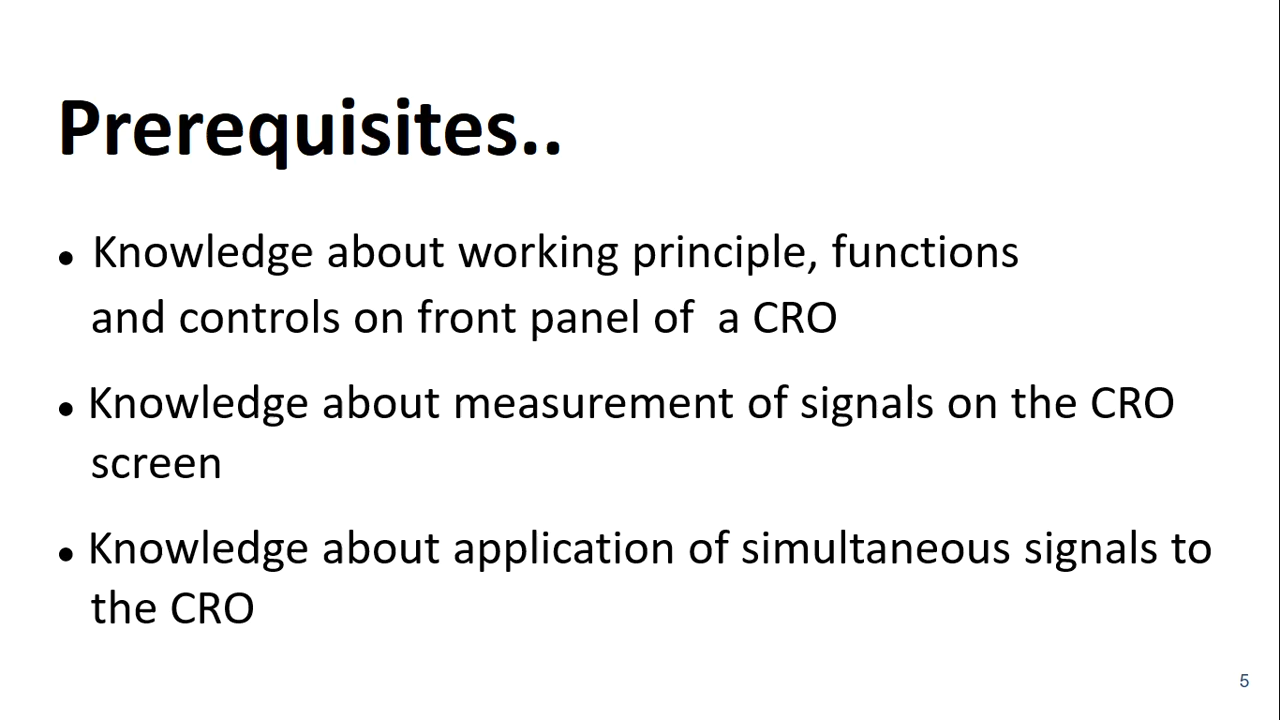 Prerequisites..
• Knowledge about working principle, functions
and controls on front panel of  a CRO
• Knowledge about measurement of signals on the CRO
screen
• Knowledge about application of simultaneous signals to
the CRO
5